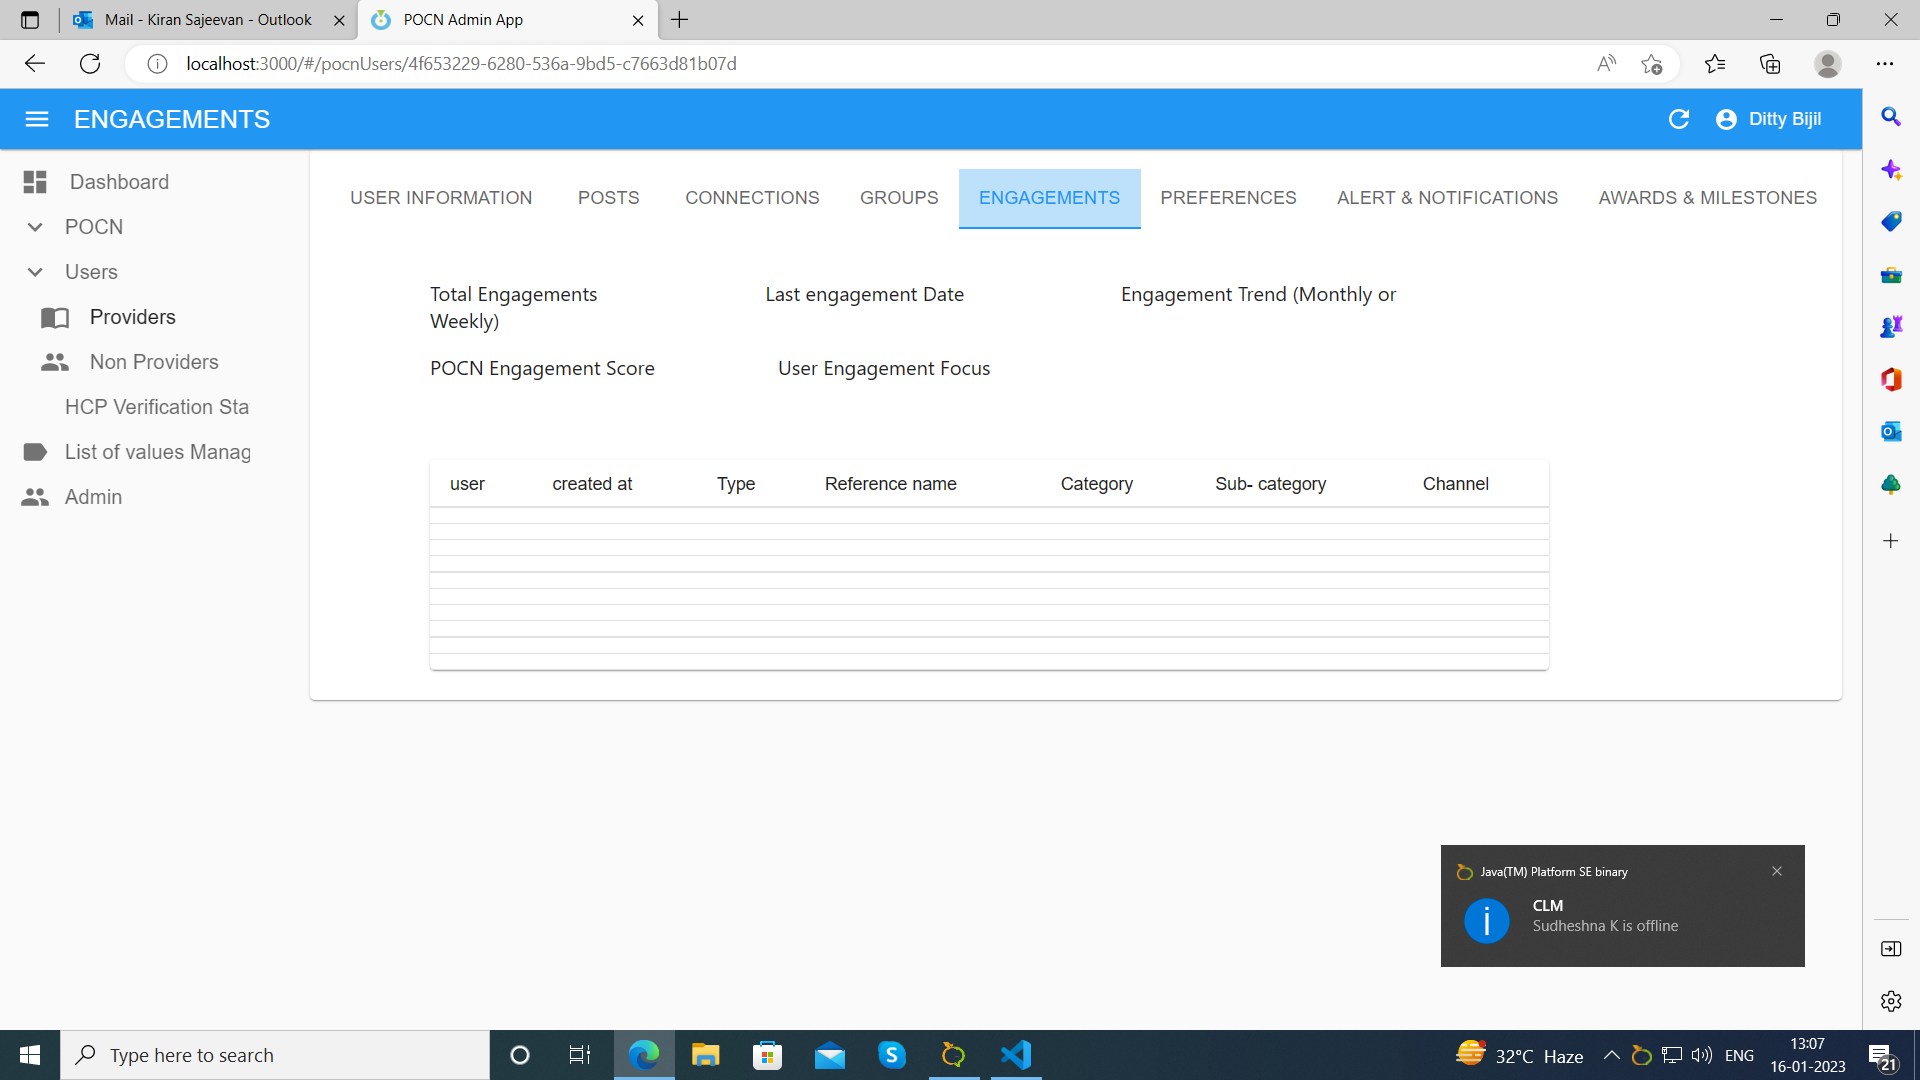 Mail - Kiran Sajeevan - Outlook
POCN Admin App
localhost:3000/#/pocnUsers/4f653229-6280-536a-9bd5-c7663d81b07d
ENGAGEMENTS
Ditty Bijil
Dashboard
POCN
Users
Providers
Non Providers
HCP Verification Sta
List of values Manag
Admin
USER INFORMATION POSTS CONNECTIONS GROUPS ENGAGEMENTS PREFERENCES ALERT & NOTIFICATIONS AWARDS & MILESTONES
Total Engagements Last engagement Date Engagement Trend (Monthly or
Weekly)
POCN Engagement Score User Engagement Focus
user created at Type Reference name Category Sub- category Channel
Java(TM) Platform SE binary
CLM
Sudheshna K is offline
Type here to search
32°C Haze
ENG
13:07
16-01-2023
21